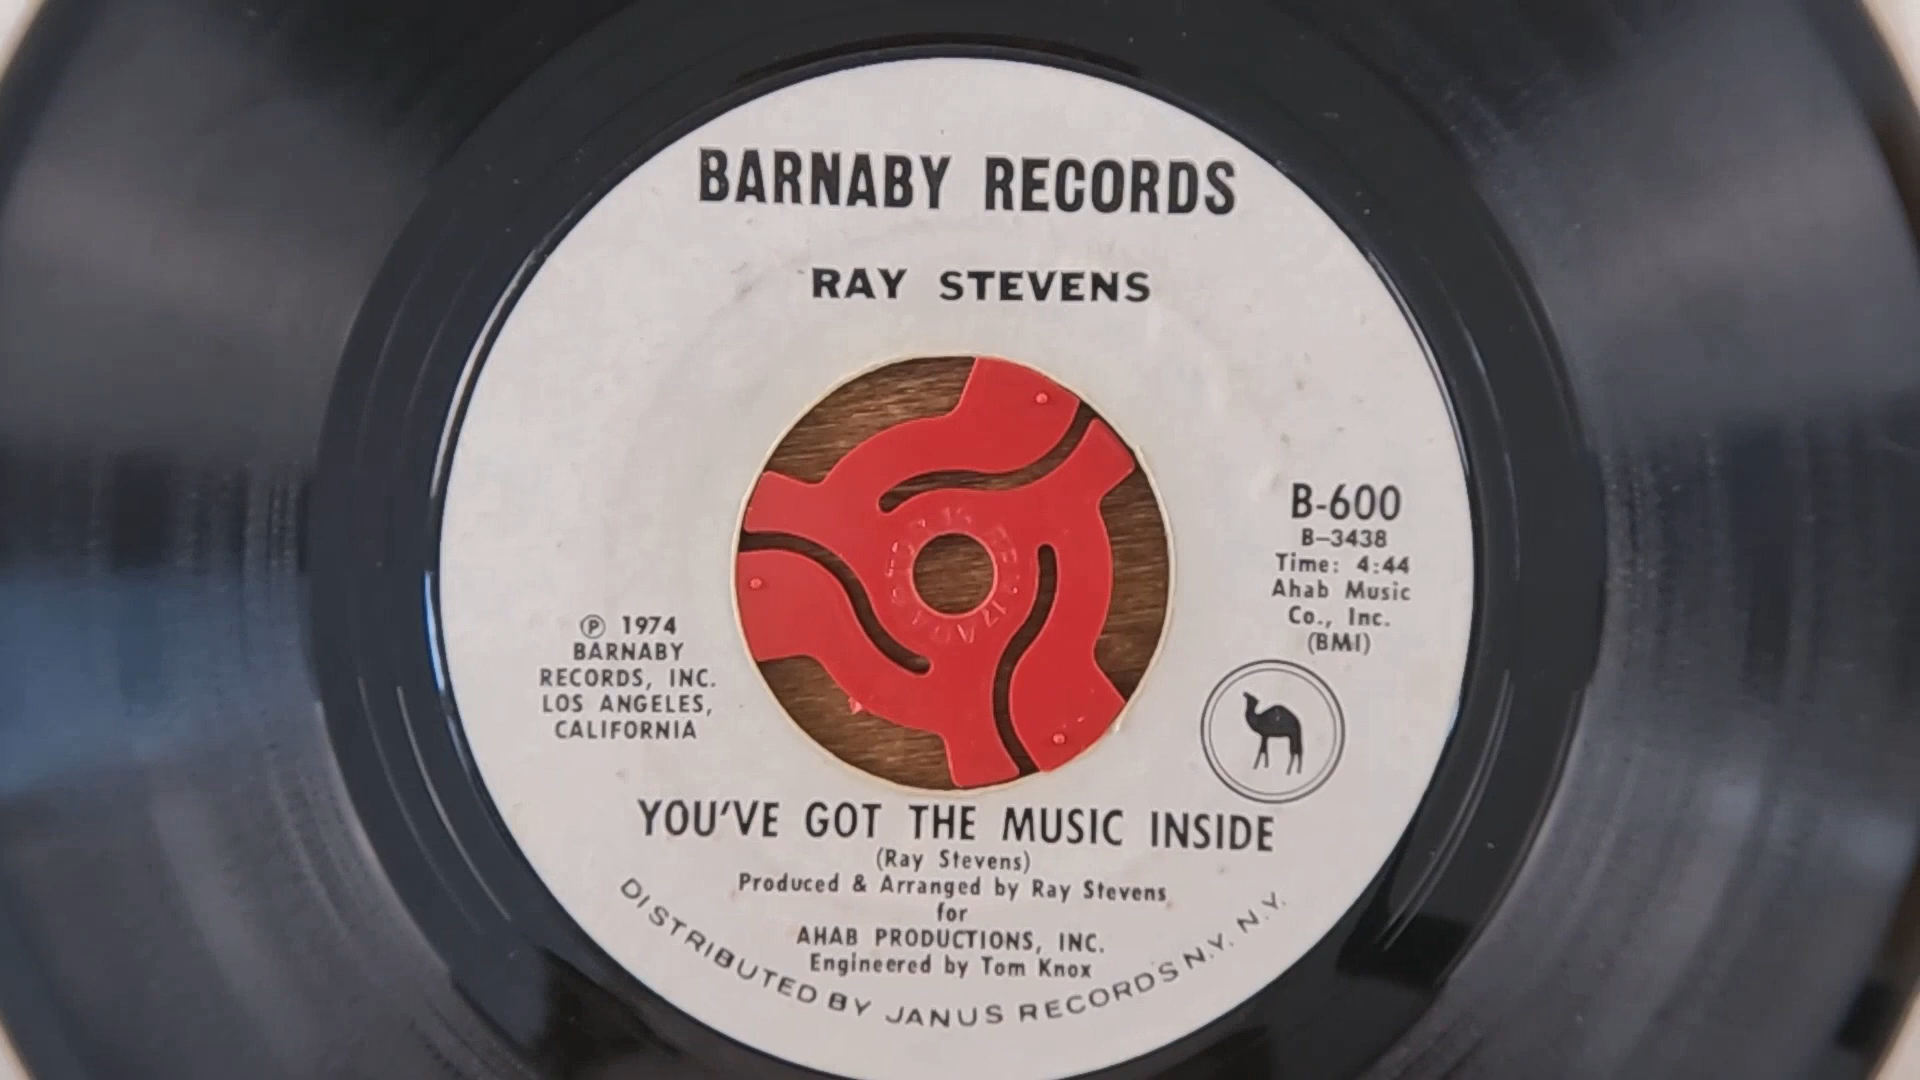 BARNABY RECORDS
RAY STEVENS
B-600
B-3438
Time: 4:44
Ahab Music
Co., Inc.
(BMI)
℗ 1974
BARNABY
RECORDS, INC.
LOS ANGELES,
CALIFORNIA
YOU'VE GOT THE MUSIC INSIDE
(Ray Stevens)
Produced & Arranged by Ray Stevens
for
AHAB PRODUCTIONS, INC.
Engineered by Tom Knox
DISTRIBUTED BY JANUS RECORDS N.Y. N.Y.